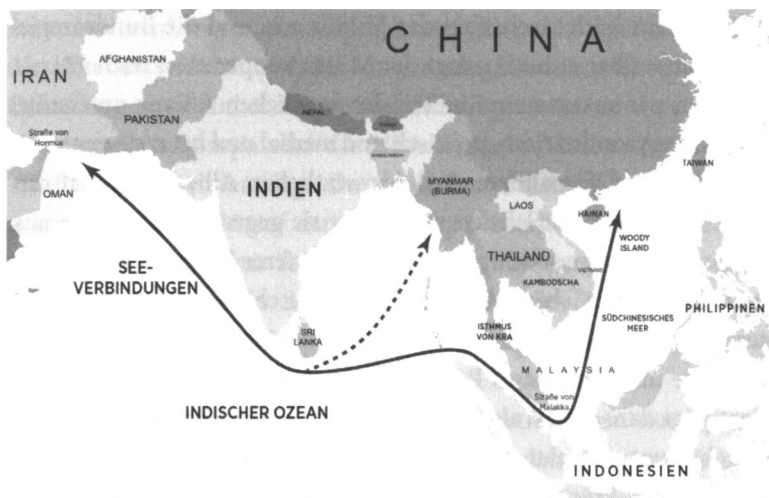 CHINA
AFGHANISTAN
IRAN
NEPAL
PAKISTAN
Straße von
Hormus
BANGLADESH
TAIWAN
INDIEN
MYANMAR
(BURMA)
OMAN
LAOS
HAINAN
WOODY
ISLAND
THAILAND
SEE-
VERBINDUNGEN
VIETNAM
KAMBODSCHA
PHILIPPINEN
SÜDCHINESISCHES
MEER
SRI
LANKA
ISTHMUS
VON KRA
MALAYSIA
Straße von
Malakka
INDISCHER OZEAN
INDONESIEN